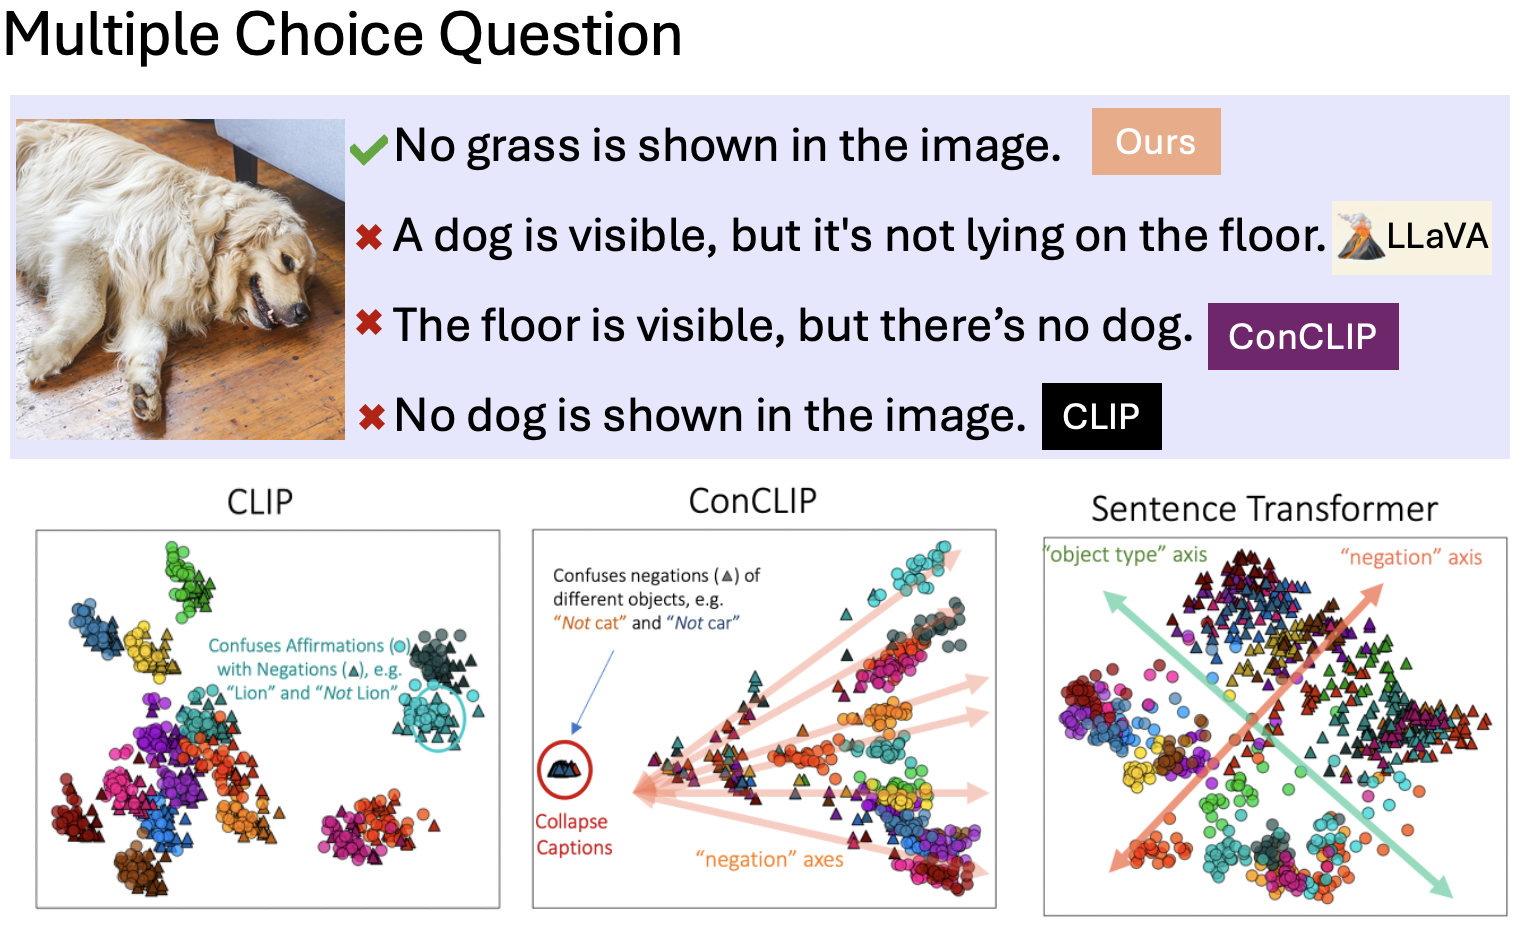 Multiple Choice Question
No grass is shown in the image. Ours
A dog is visible, but it's not lying on the floor. LLaVA
The floor is visible, but there’s no dog. ConCLIP
No dog is shown in the image. CLIP
CLIP
Confuses Affirmations ( )
with Negations ( ), e.g.
“Lion” and “Not Lion”
ConCLIP
Confuses negations ( ) of
different objects, e.g.
“Not cat” and “Not car”
Collapse
Captions
“negation” axes
Sentence Transformer
“object type” axis
“negation” axis